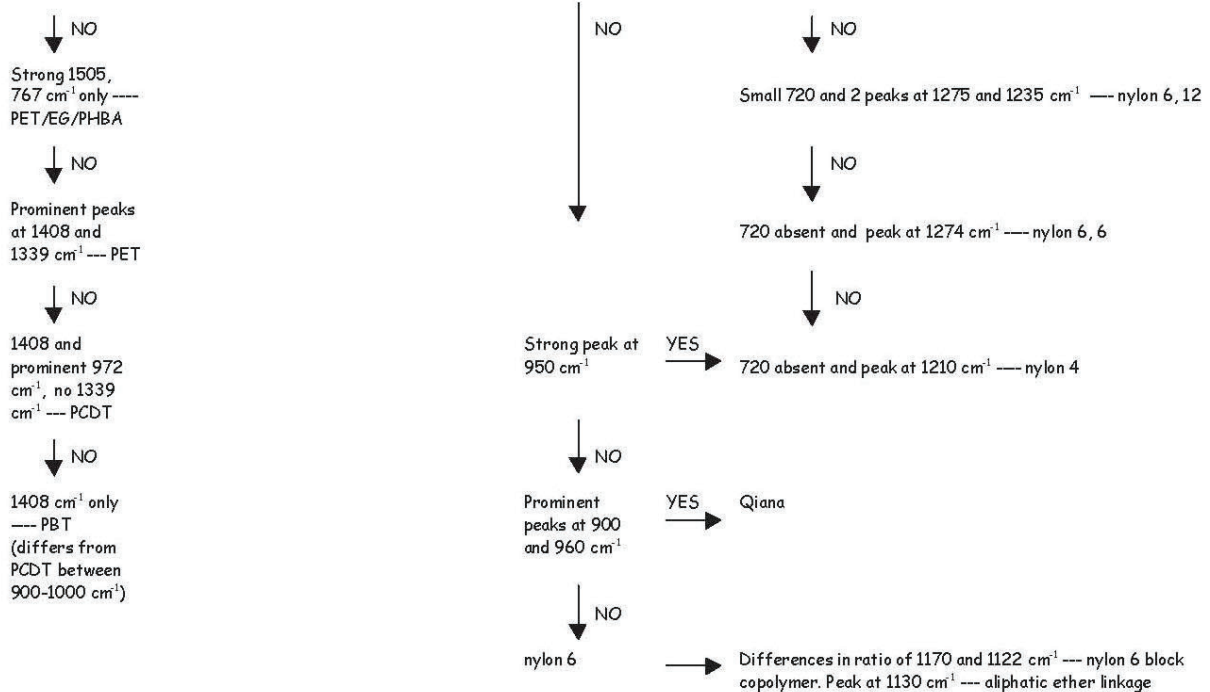 NO
Strong 1505,
767 cm⁻¹ only ----
PET/EG/PHBA
NO
Prominent peaks
at 1408 and
1339 cm⁻¹ --- PET
NO
1408 and
prominent 972
cm⁻¹, no 1339
cm⁻¹ --- PCDT
NO
1408 cm⁻¹ only
---- PBT
(differs from
PCDT between
900-1000 cm⁻¹)
NO
Strong peak at
950 cm⁻¹
YES
NO
Prominent
peaks at 900
and 960 cm⁻¹
YES
Qiana
NO
nylon 6
NO
Small 720 and 2 peaks at 1275 and 1235 cm⁻¹ ---- nylon 6, 12
NO
720 absent and peak at 1274 cm⁻¹ ---- nylon 6, 6
NO
720 absent and peak at 1210 cm⁻¹ ---- nylon 4
Differences in ratio of 1170 and 1122 cm⁻¹ --- nylon 6 block
copolymer. Peak at 1130 cm⁻¹ --- aliphatic ether linkage